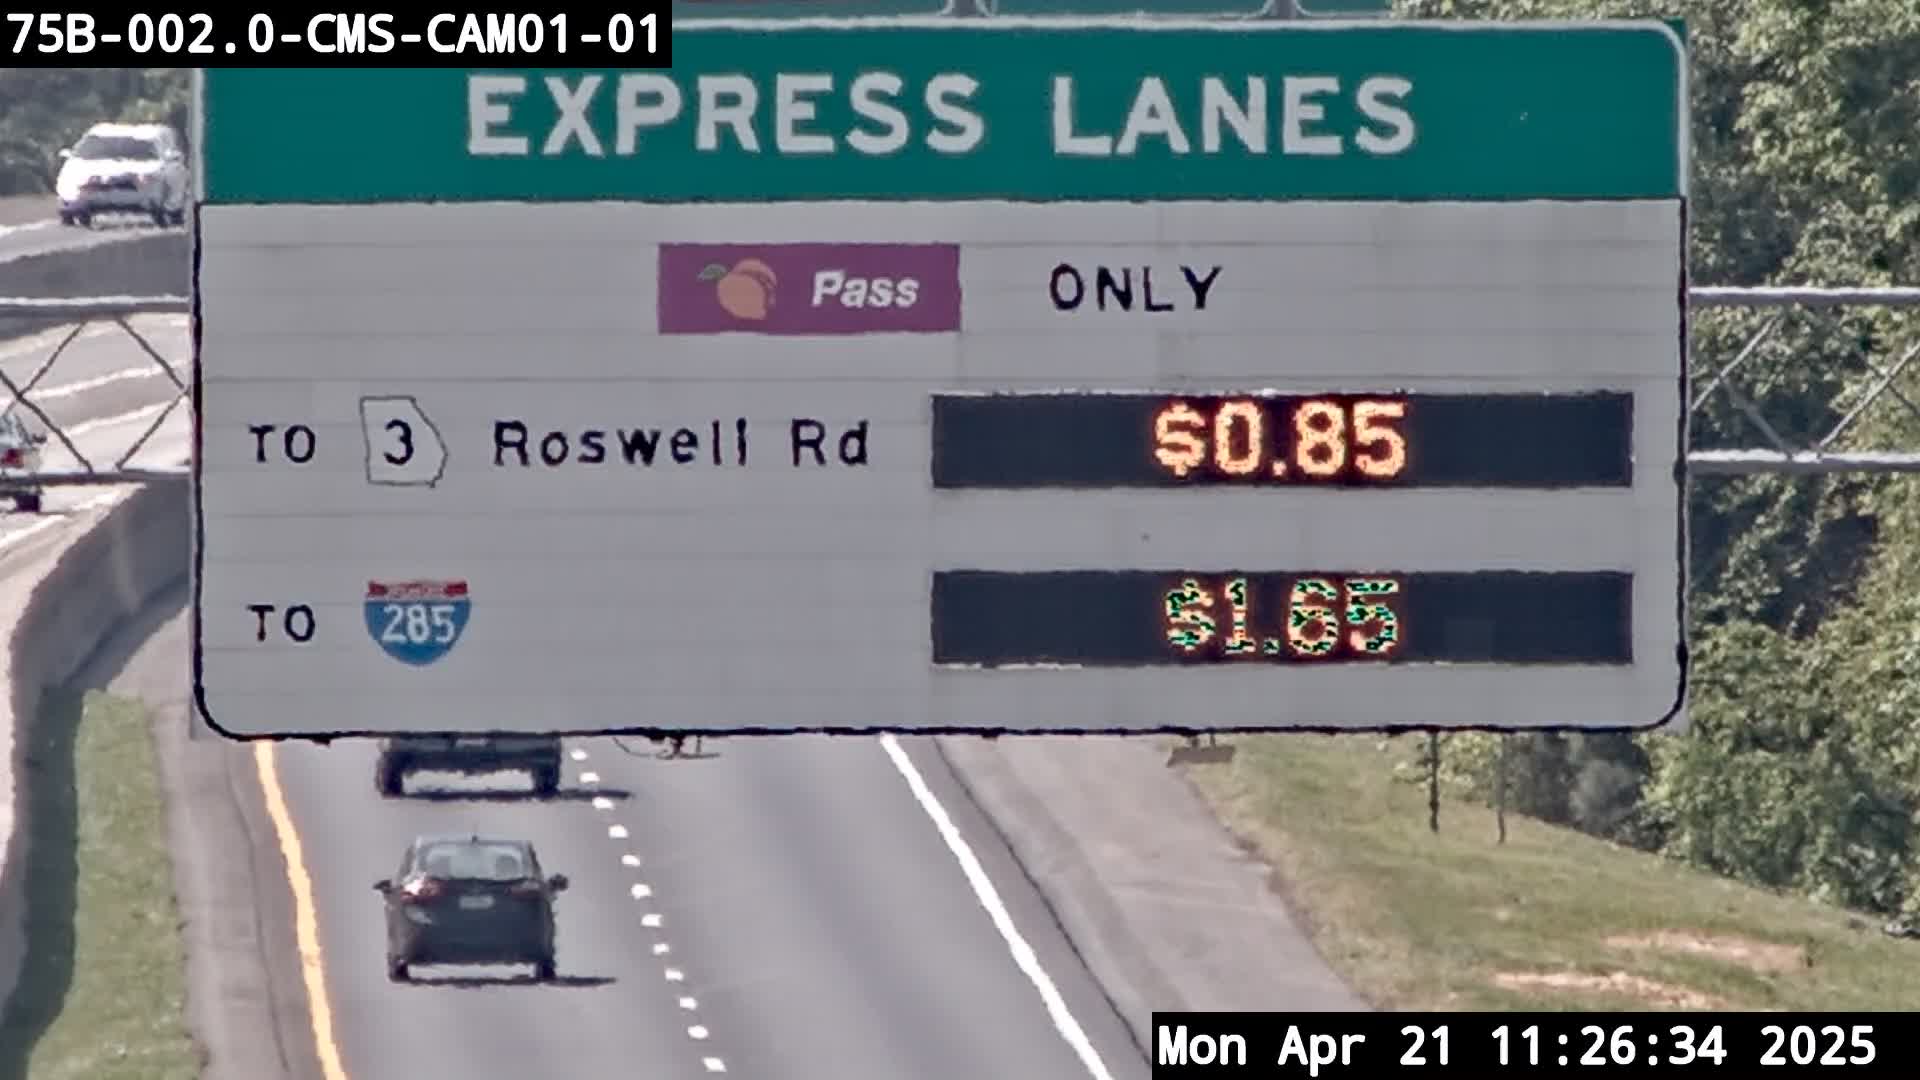 75B-002.0-CMS-CAM01-01
EXPRESS LANES
Pass ONLY
TO 3 Roswell Rd $0.85
TO 285 $1.65
Mon Apr 21 11:26:34 2025